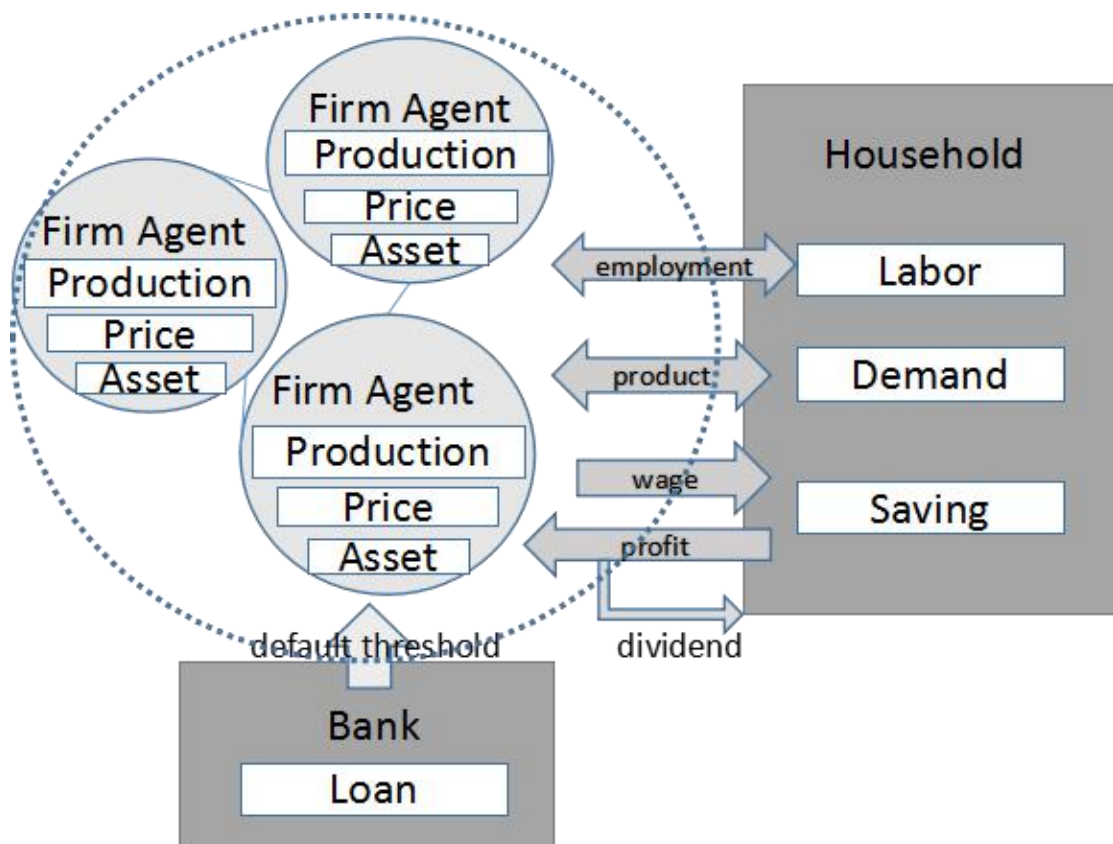 Firm Agent
Production
Price
Asset
Firm Agent
Production
Price
Asset
Firm Agent
Production
Price
Asset
Household
Labor
Demand
Saving
employment
product
wage
profit
dividend
default threshold
Bank
Loan